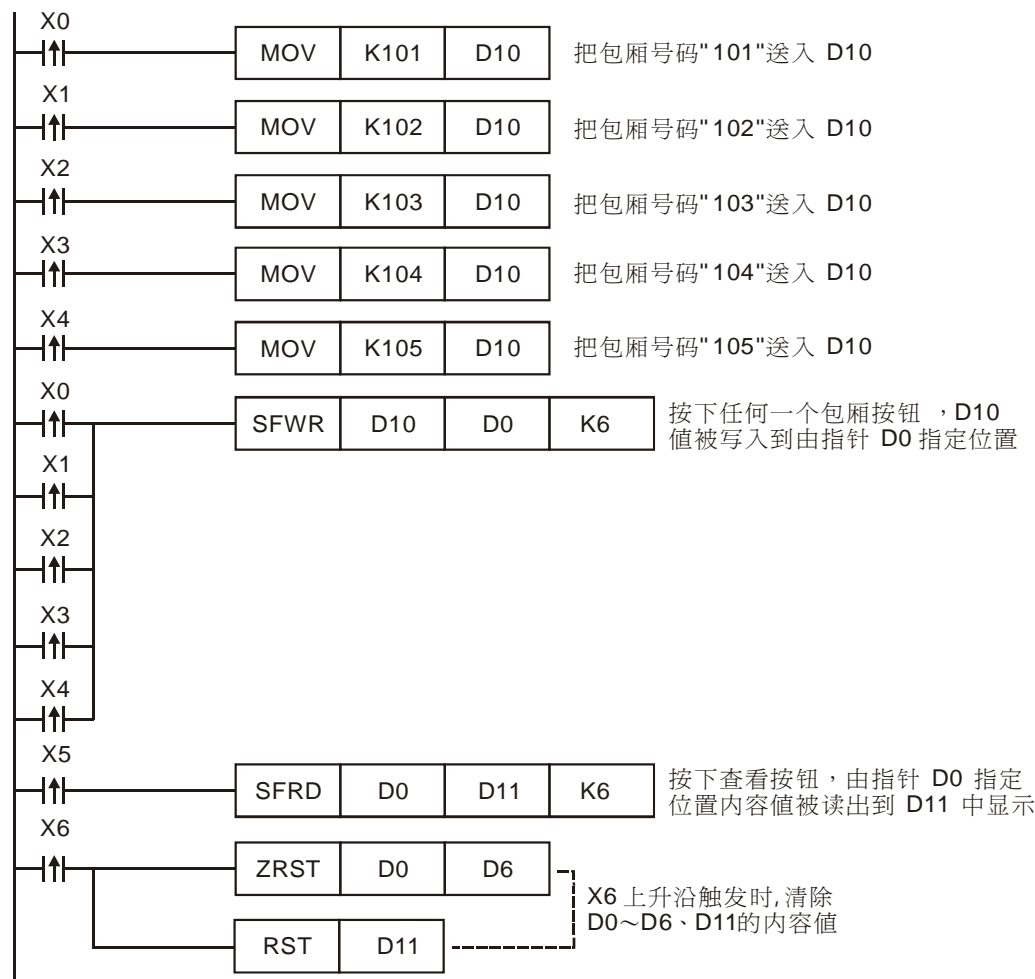 X0
MOV K101 D10 把包厢号码"101"送入 D10
X1
MOV K102 D10 把包厢号码"102"送入 D10
X2
MOV K103 D10 把包厢号码"103"送入 D10
X3
MOV K104 D10 把包厢号码"104"送入 D10
X4
MOV K105 D10 把包厢号码"105"送入 D10
X0
SFWR D10 D0 K6
按下任何一个包厢按钮 ，D10
值被写入到由指针 D0 指定位置
X1
X2
X3
X4
X5
SFRD D0 D11 K6
按下查看按钮，由指针 D0 指定
位置内容值被读出到 D11 中显示
X6
ZRST D0 D6
X6 上升沿触发时,清除
D0～D6、D11的内容值
RST D11